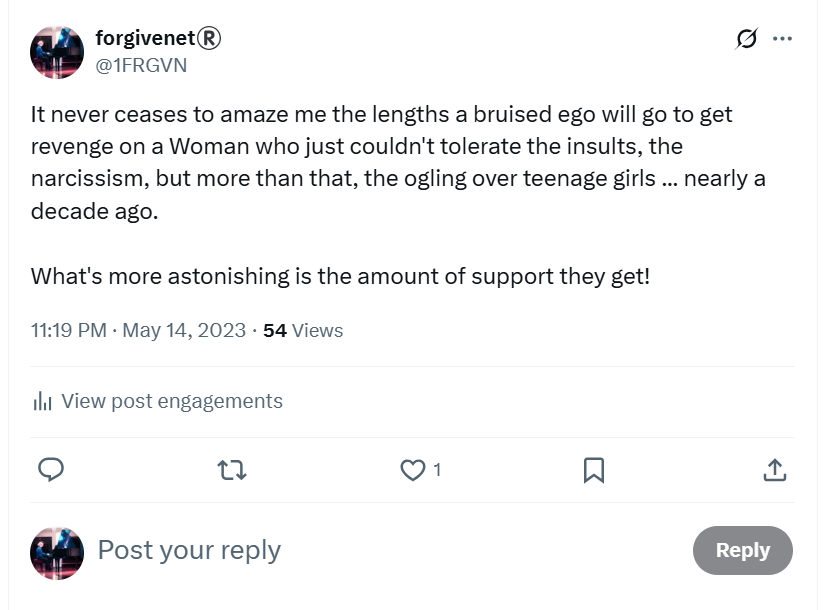 forgivenetⓇ
@1FRGVN
It never ceases to amaze me the lengths a bruised ego will go to get
revenge on a Woman who just couldn't tolerate the insults, the
narcissism, but more than that, the ogling over teenage girls ... nearly a
decade ago.
What's more astonishing is the amount of support they get!
11:19 PM · May 14, 2023 · 54 Views
View post engagements
1
Post your reply
Reply